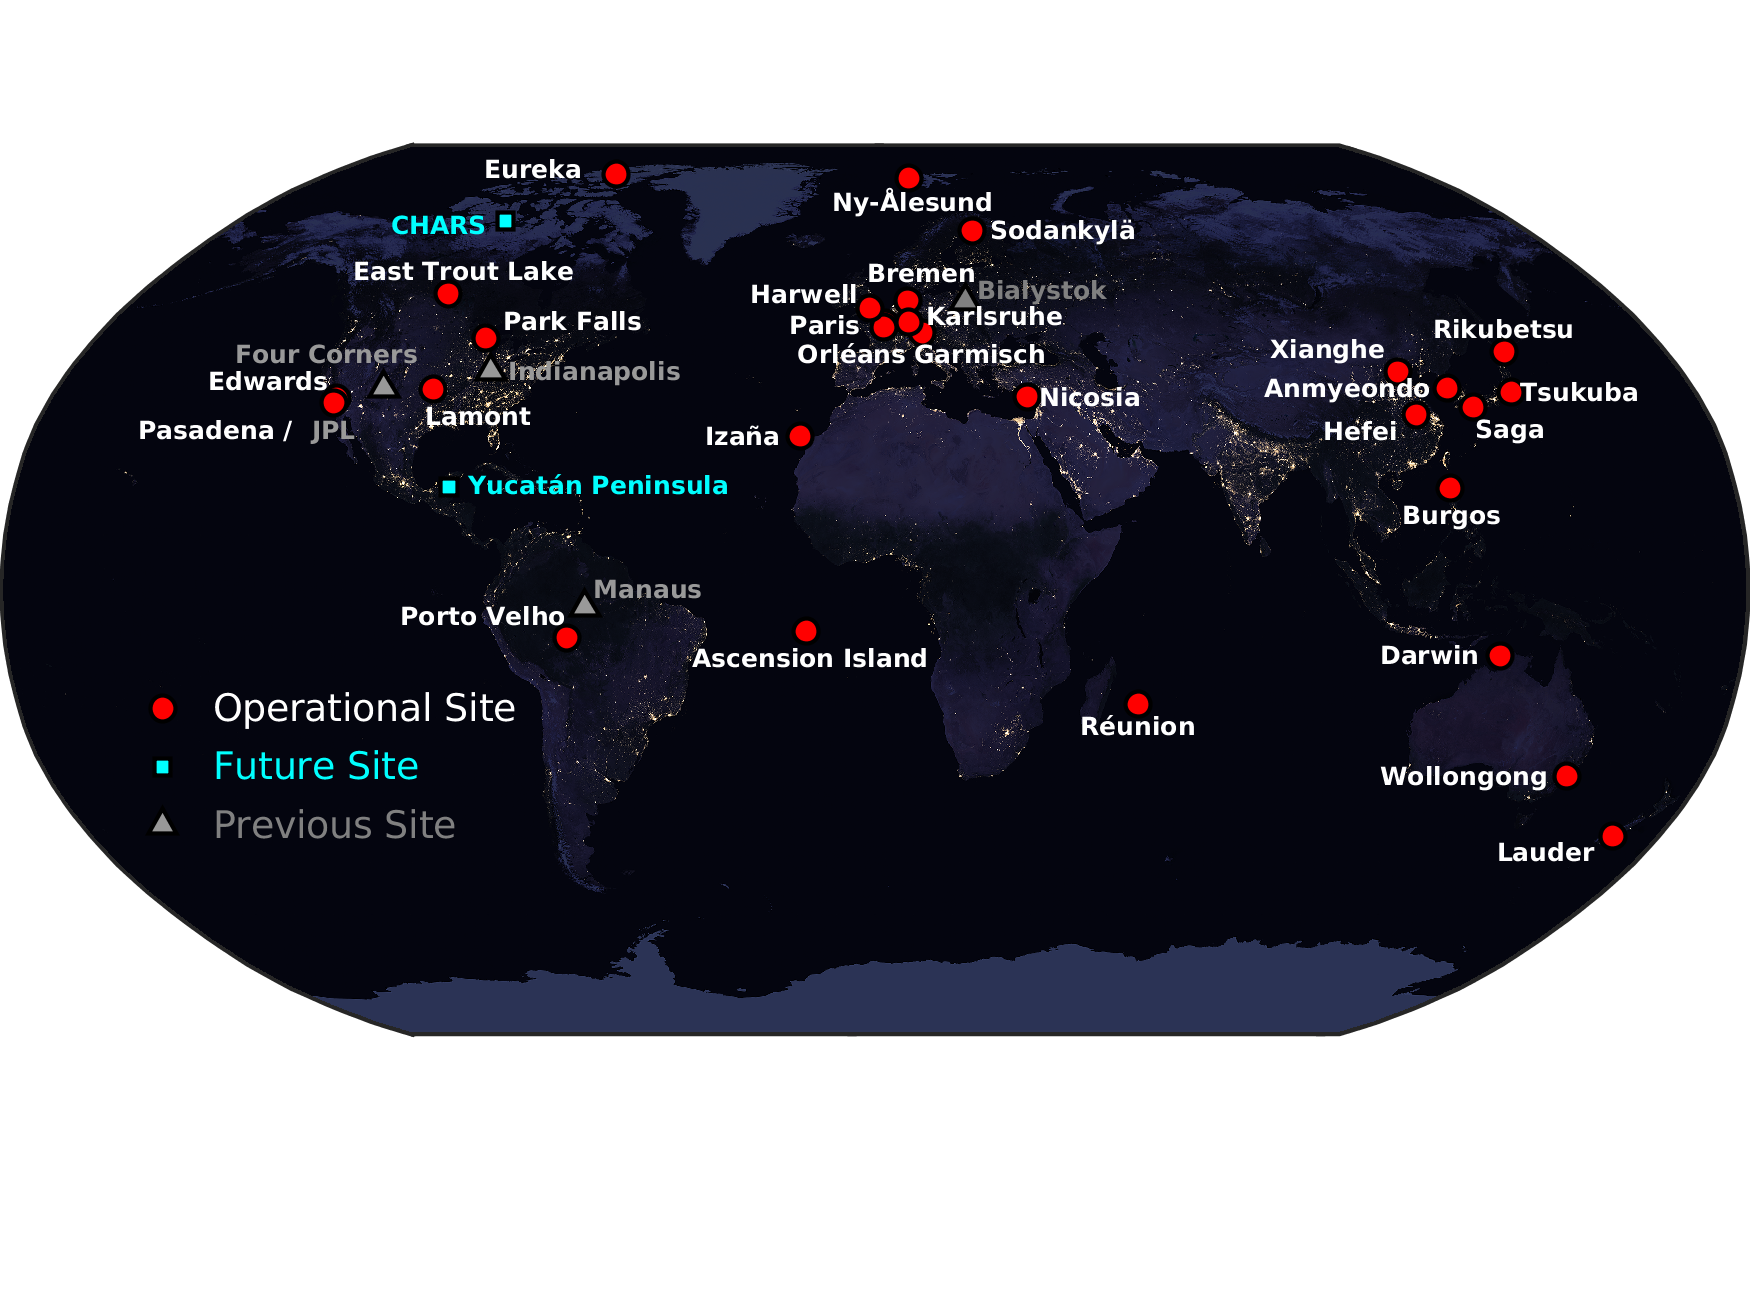 Eureka
Ny-Ålesund
CHARS
Sodankylä
East Trout Lake
Bremen
Harwell
Białystok
Park Falls
Paris
Karlsruhe
Rikubetsu
Four Corners
Orléans Garmisch
Xianghe
Indianapolis
Edwards
Anmyeondo
Tsukuba
Nicosia
Lamont
Pasadena / JPL
Izaña
Hefei
Saga
Yucatán Peninsula
Burgos
Manaus
Porto Velho
Ascension Island
Darwin
Réunion
Operational Site
Future Site
Previous Site
Wollongong
Lauder